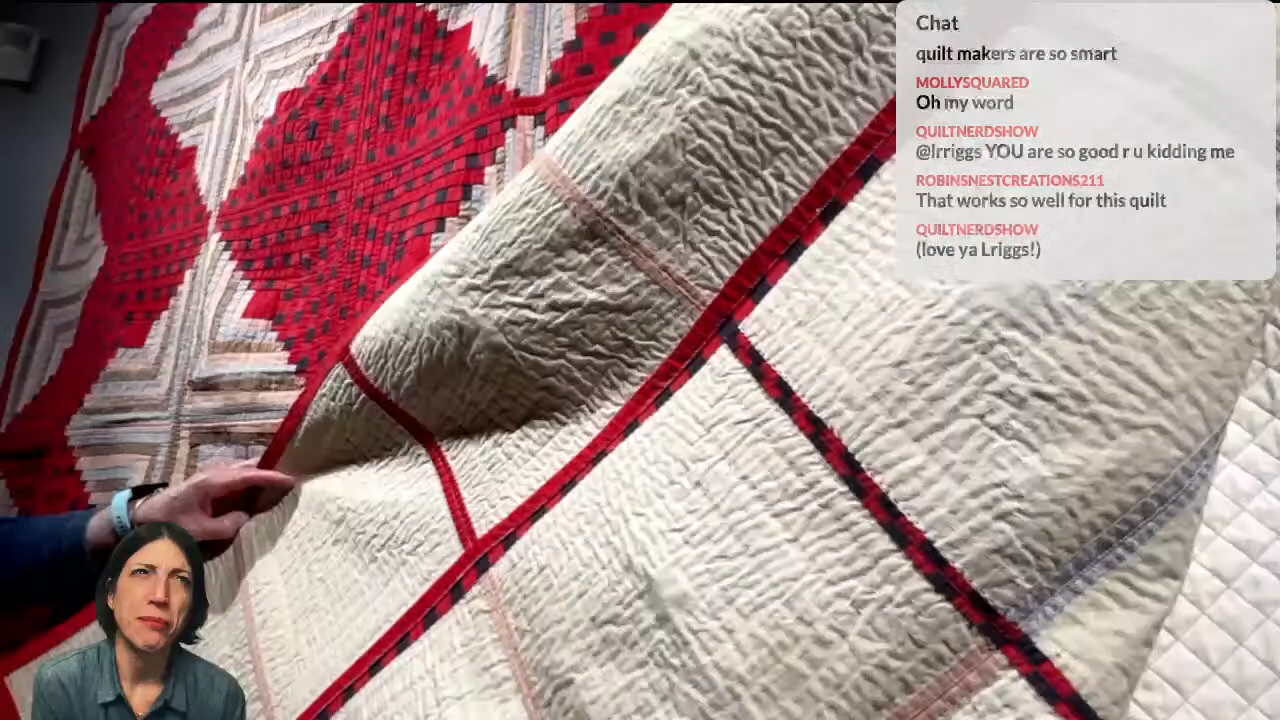 Chat
quilt makers are so smart
MOLLYSQUARED
Oh my word
QUILTNERDSHOW
@lrriggs YOU are so good r u kidding me
ROBINSNESTCREATIONS211
That works so well for this quilt
QUILTNERDSHOW
(love ya Lriggs!)